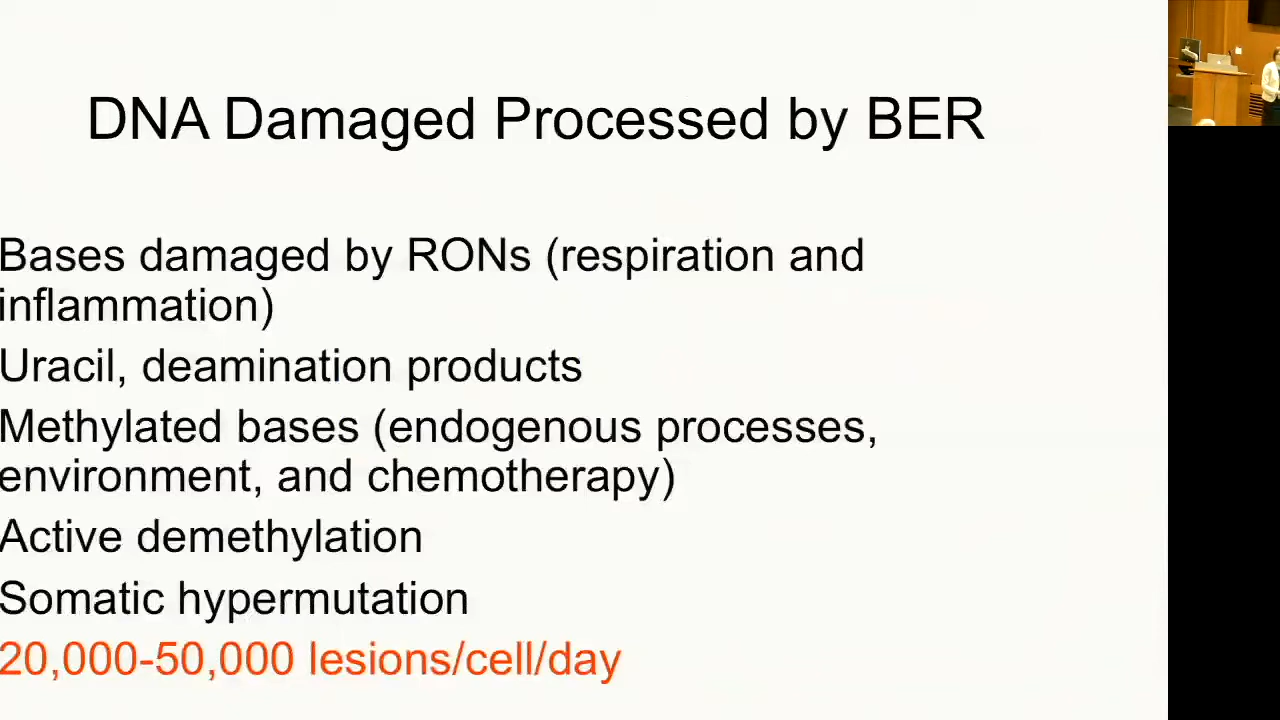 DNA Damaged Processed by BER
Bases damaged by RONs (respiration and
inflammation)
Uracil, deamination products
Methylated bases (endogenous processes,
environment, and chemotherapy)
Active demethylation
Somatic hypermutation
20,000-50,000 lesions/cell/day